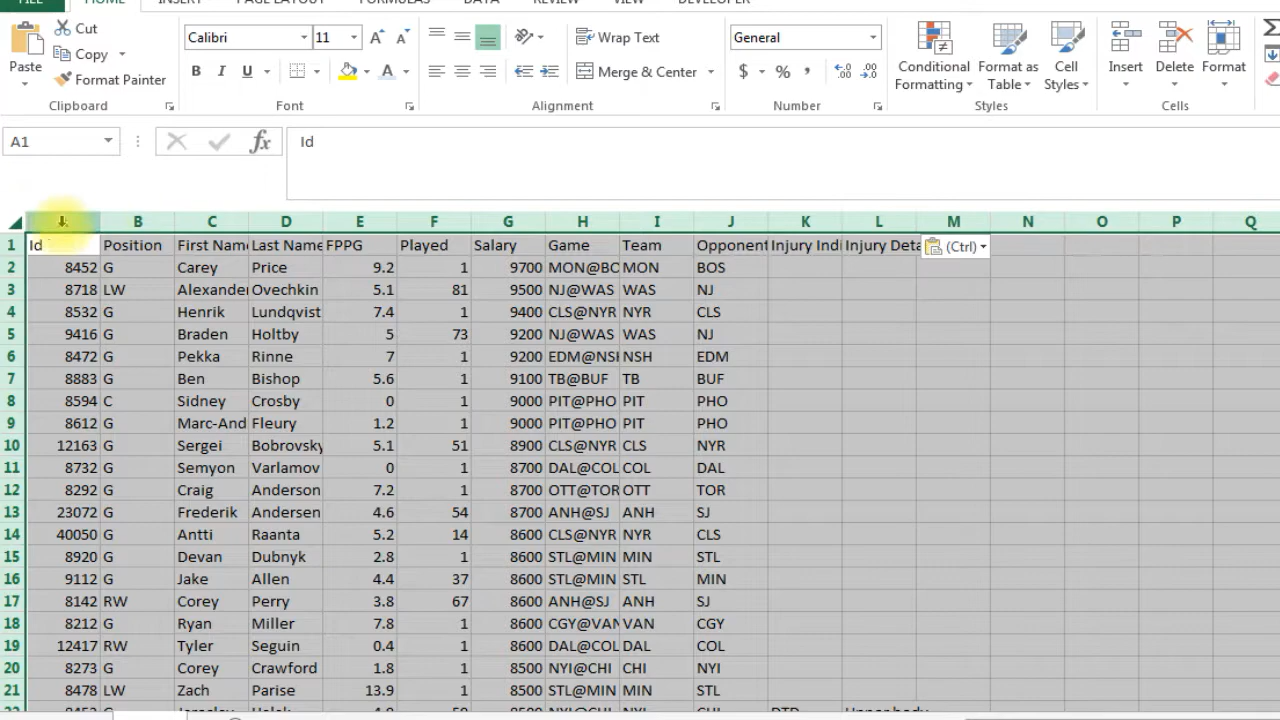 FILE HOME INSERT PAGE LAYOUT FORMULAS DATA REVIEW VIEW DEVELOPER
Cut
Copy
Format Painter
Paste
Clipboard
Calibri 11
B I U A
Font
Wrap Text
Merge & Center
Alignment
General
$ % ,
Number
Conditional Formatting
Format as Table
Cell Styles
Styles
Insert Delete Format
Cells
A1 fx Id
A B C D E F G H I J K L M N O P Q
1 Id Position First Name Last Name FPPG Played Salary Game Team Opponent Injury Indi Injury Deta (Ctrl)
2 8452 G Carey Price 9.2 1 9700 MON@BO MON BOS
3 8718 LW Alexander Ovechkin 5.1 81 9500 NJ@WAS WAS NJ
4 8532 G Henrik Lundqvist 7.4 1 9400 CLS@NYR NYR CLS
5 9416 G Braden Holtby 5 73 9200 NJ@WAS WAS NJ
6 8472 G Pekka Rinne 7 1 9200 EDM@NSH NSH EDM
7 8883 G Ben Bishop 5.6 1 9100 TB@BUF TB BUF
8 8594 C Sidney Crosby 0 1 9000 PIT@PHO PIT PHO
9 8612 G Marc-And Fleury 1.2 1 9000 PIT@PHO PIT PHO
10 12163 G Sergei Bobrovsky 5.1 51 8900 CLS@NYR CLS NYR
11 8732 G Semyon Varlamov 0 1 8700 DAL@COL COL DAL
12 8292 G Craig Anderson 7.2 1 8700 OTT@TOR OTT TOR
13 23072 G Frederik Andersen 4.6 54 8700 ANH@SJ ANH SJ
14 40050 G Antti Raanta 5.2 14 8600 CLS@NYR NYR CLS
15 8920 G Devan Dubnyk 2.8 1 8600 STL@MIN MIN STL
16 9112 G Jake Allen 4.4 37 8600 STL@MIN STL MIN
17 8142 RW Corey Perry 3.8 67 8600 ANH@SJ ANH SJ
18 8212 G Ryan Miller 7.8 1 8600 CGY@VAN VAN CGY
19 12417 RW Tyler Seguin 0.4 1 8600 DAL@COL DAL COL
20 8273 G Corey Crawford 1.8 1 8500 NYI@CHI CHI NYI
21 8478 LW Zach Parise 13.9 1 8500 STL@MIN MIN STL